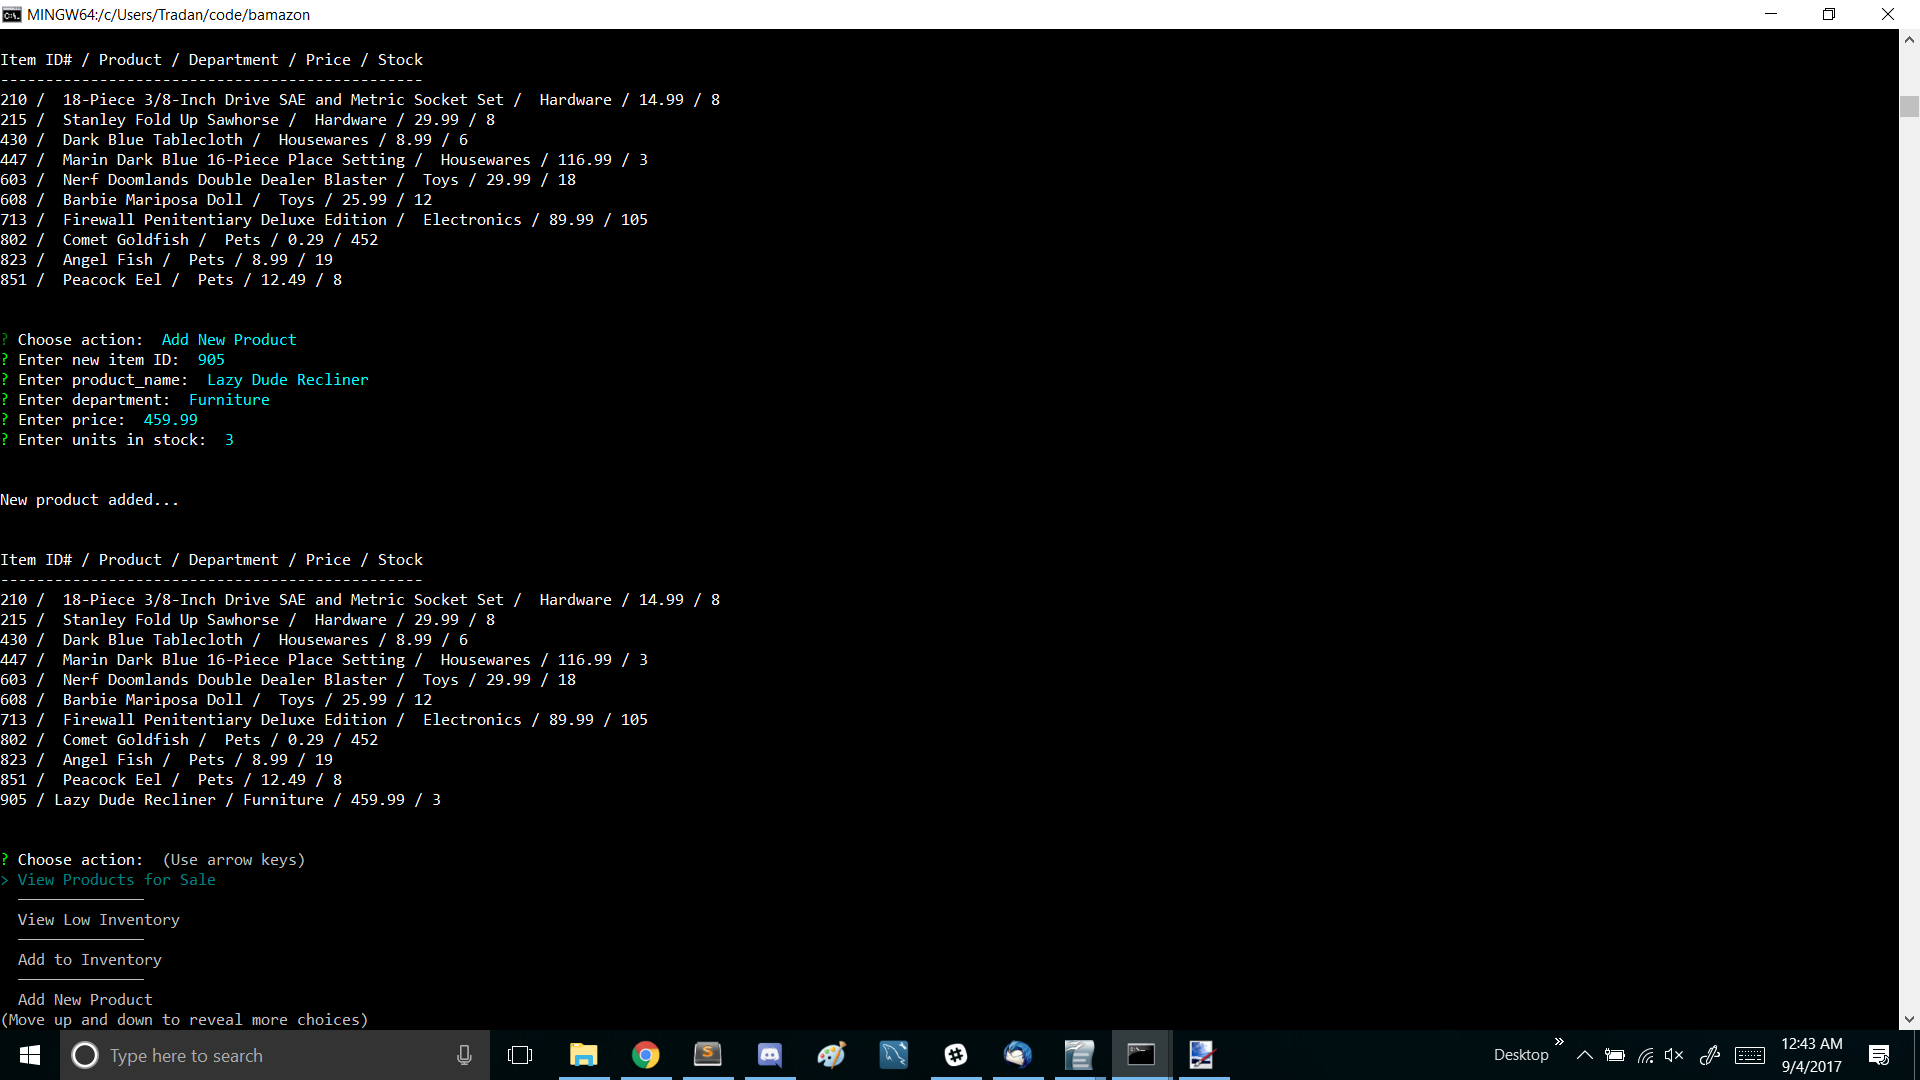 MINGW64:/c/Users/Tradan/code/bamazon
Item ID# / Product / Department / Price / Stock
-----------------------------------------------
210 /  18-Piece 3/8-Inch Drive SAE and Metric Socket Set /  Hardware / 14.99 / 8
215 /  Stanley Fold Up Sawhorse /  Hardware / 29.99 / 8
430 /  Dark Blue Tablecloth /  Housewares / 8.99 / 6
447 /  Marin Dark Blue 16-Piece Place Setting /  Housewares / 116.99 / 3
603 /  Nerf Doomlands Double Dealer Blaster /  Toys / 29.99 / 18
608 /  Barbie Mariposa Doll /  Toys / 25.99 / 12
713 /  Firewall Penitentiary Deluxe Edition /  Electronics / 89.99 / 105
802 /  Comet Goldfish /  Pets / 0.29 / 452
823 /  Angel Fish /  Pets / 8.99 / 19
851 /  Peacock Eel /  Pets / 12.49 / 8
? Choose action:  Add New Product
? Enter new item ID:  905
? Enter product_name:  Lazy Dude Recliner
? Enter department:  Furniture
? Enter price:  459.99
? Enter units in stock:  3
New product added...
Item ID# / Product / Department / Price / Stock
-----------------------------------------------
210 /  18-Piece 3/8-Inch Drive SAE and Metric Socket Set /  Hardware / 14.99 / 8
215 /  Stanley Fold Up Sawhorse /  Hardware / 29.99 / 8
430 /  Dark Blue Tablecloth /  Housewares / 8.99 / 6
447 /  Marin Dark Blue 16-Piece Place Setting /  Housewares / 116.99 / 3
603 /  Nerf Doomlands Double Dealer Blaster /  Toys / 29.99 / 18
608 /  Barbie Mariposa Doll /  Toys / 25.99 / 12
713 /  Firewall Penitentiary Deluxe Edition /  Electronics / 89.99 / 105
802 /  Comet Goldfish /  Pets / 0.29 / 452
823 /  Angel Fish /  Pets / 8.99 / 19
851 /  Peacock Eel /  Pets / 12.49 / 8
905 / Lazy Dude Recliner / Furniture / 459.99 / 3
? Choose action:  (Use arrow keys)
> View Products for Sale
──────────────
View Low Inventory
──────────────
Add to Inventory
──────────────
Add New Product
(Move up and down to reveal more choices)
Type here to search
Desktop
12:43 AM
9/4/2017